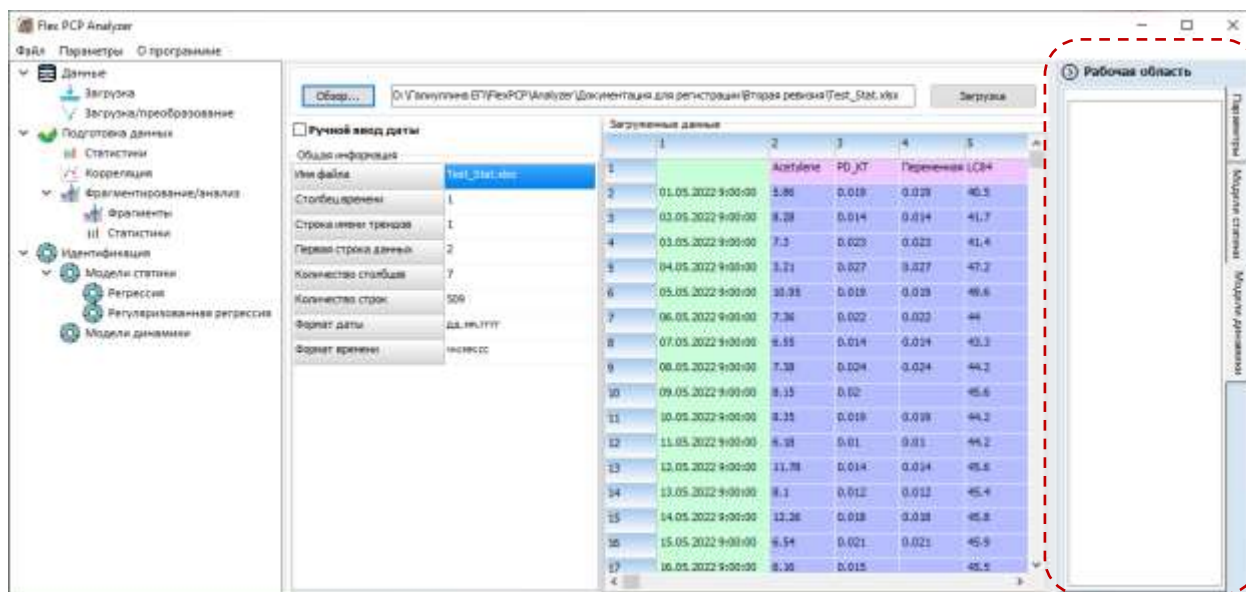 Flex PCP Analyzer
Файл Параметры О программе
Данные
Загрузка
Загрузка/преобразование
Подготовка данных
Статистики
Корреляция
Фрагментирование/анализ
Фрагменты
Статистики
Идентификация
Модели статики
Регрессия
Регуляризованная регрессия
Модели динамики
Обзор...
Документация для регистрации\Вторая ревизия\Test_Stat.xlsx
Загрузка
Ручной ввод даты
Общая информация
Имя файла Test_Stat.xlsx
Столбец времени 1
Строка имени трендов 1
Первая строка данных 2
Количество столбцов 7
Количество строк 509
Формат даты дд.мм.гггг
Формат времени
Загруженные данные
1 2 3 4 5
1 Acetylene PD_KT Переменная LC84
2 01.05.2022 9:00:00 5.86 0.019 0.019 40.5
3 02.05.2022 9:00:00 8.28 0.014 0.014 41.7
4 03.05.2022 9:00:00 7.3 0.023 0.023 41.4
5 04.05.2022 9:00:00 3.21 0.027 0.027 47.2
6 05.05.2022 9:00:00 10.95 0.019 0.019
7 06.05.2022 9:00:00 7.36 0.022 0.022 44
8 07.05.2022 9:00:00 6.55 0.014 0.014 43.3
9 08.05.2022 9:00:00 7.38 0.024 0.024 44.2
10 09.05.2022 9:00:00 8.15 0.02 45.6
11 10.05.2022 9:00:00 8.35 0.019 0.019 44.2
12 11.05.2022 9:00:00 6.18 0.01 0.01 44.2
13 12.05.2022 9:00:00 11.78 0.014 0.014 45.6
14 13.05.2022 9:00:00 8.1 0.012 0.012 45.4
15 14.05.2022 9:00:00 12.26 0.018 0.018 45.8
16 15.05.2022 9:00:00 6.54 0.021 0.021 45.9
17 16.05.2022 9:00:00 8.16 0.015 45.5
Рабочая область
Параметры
Модели статики
Модели динамики